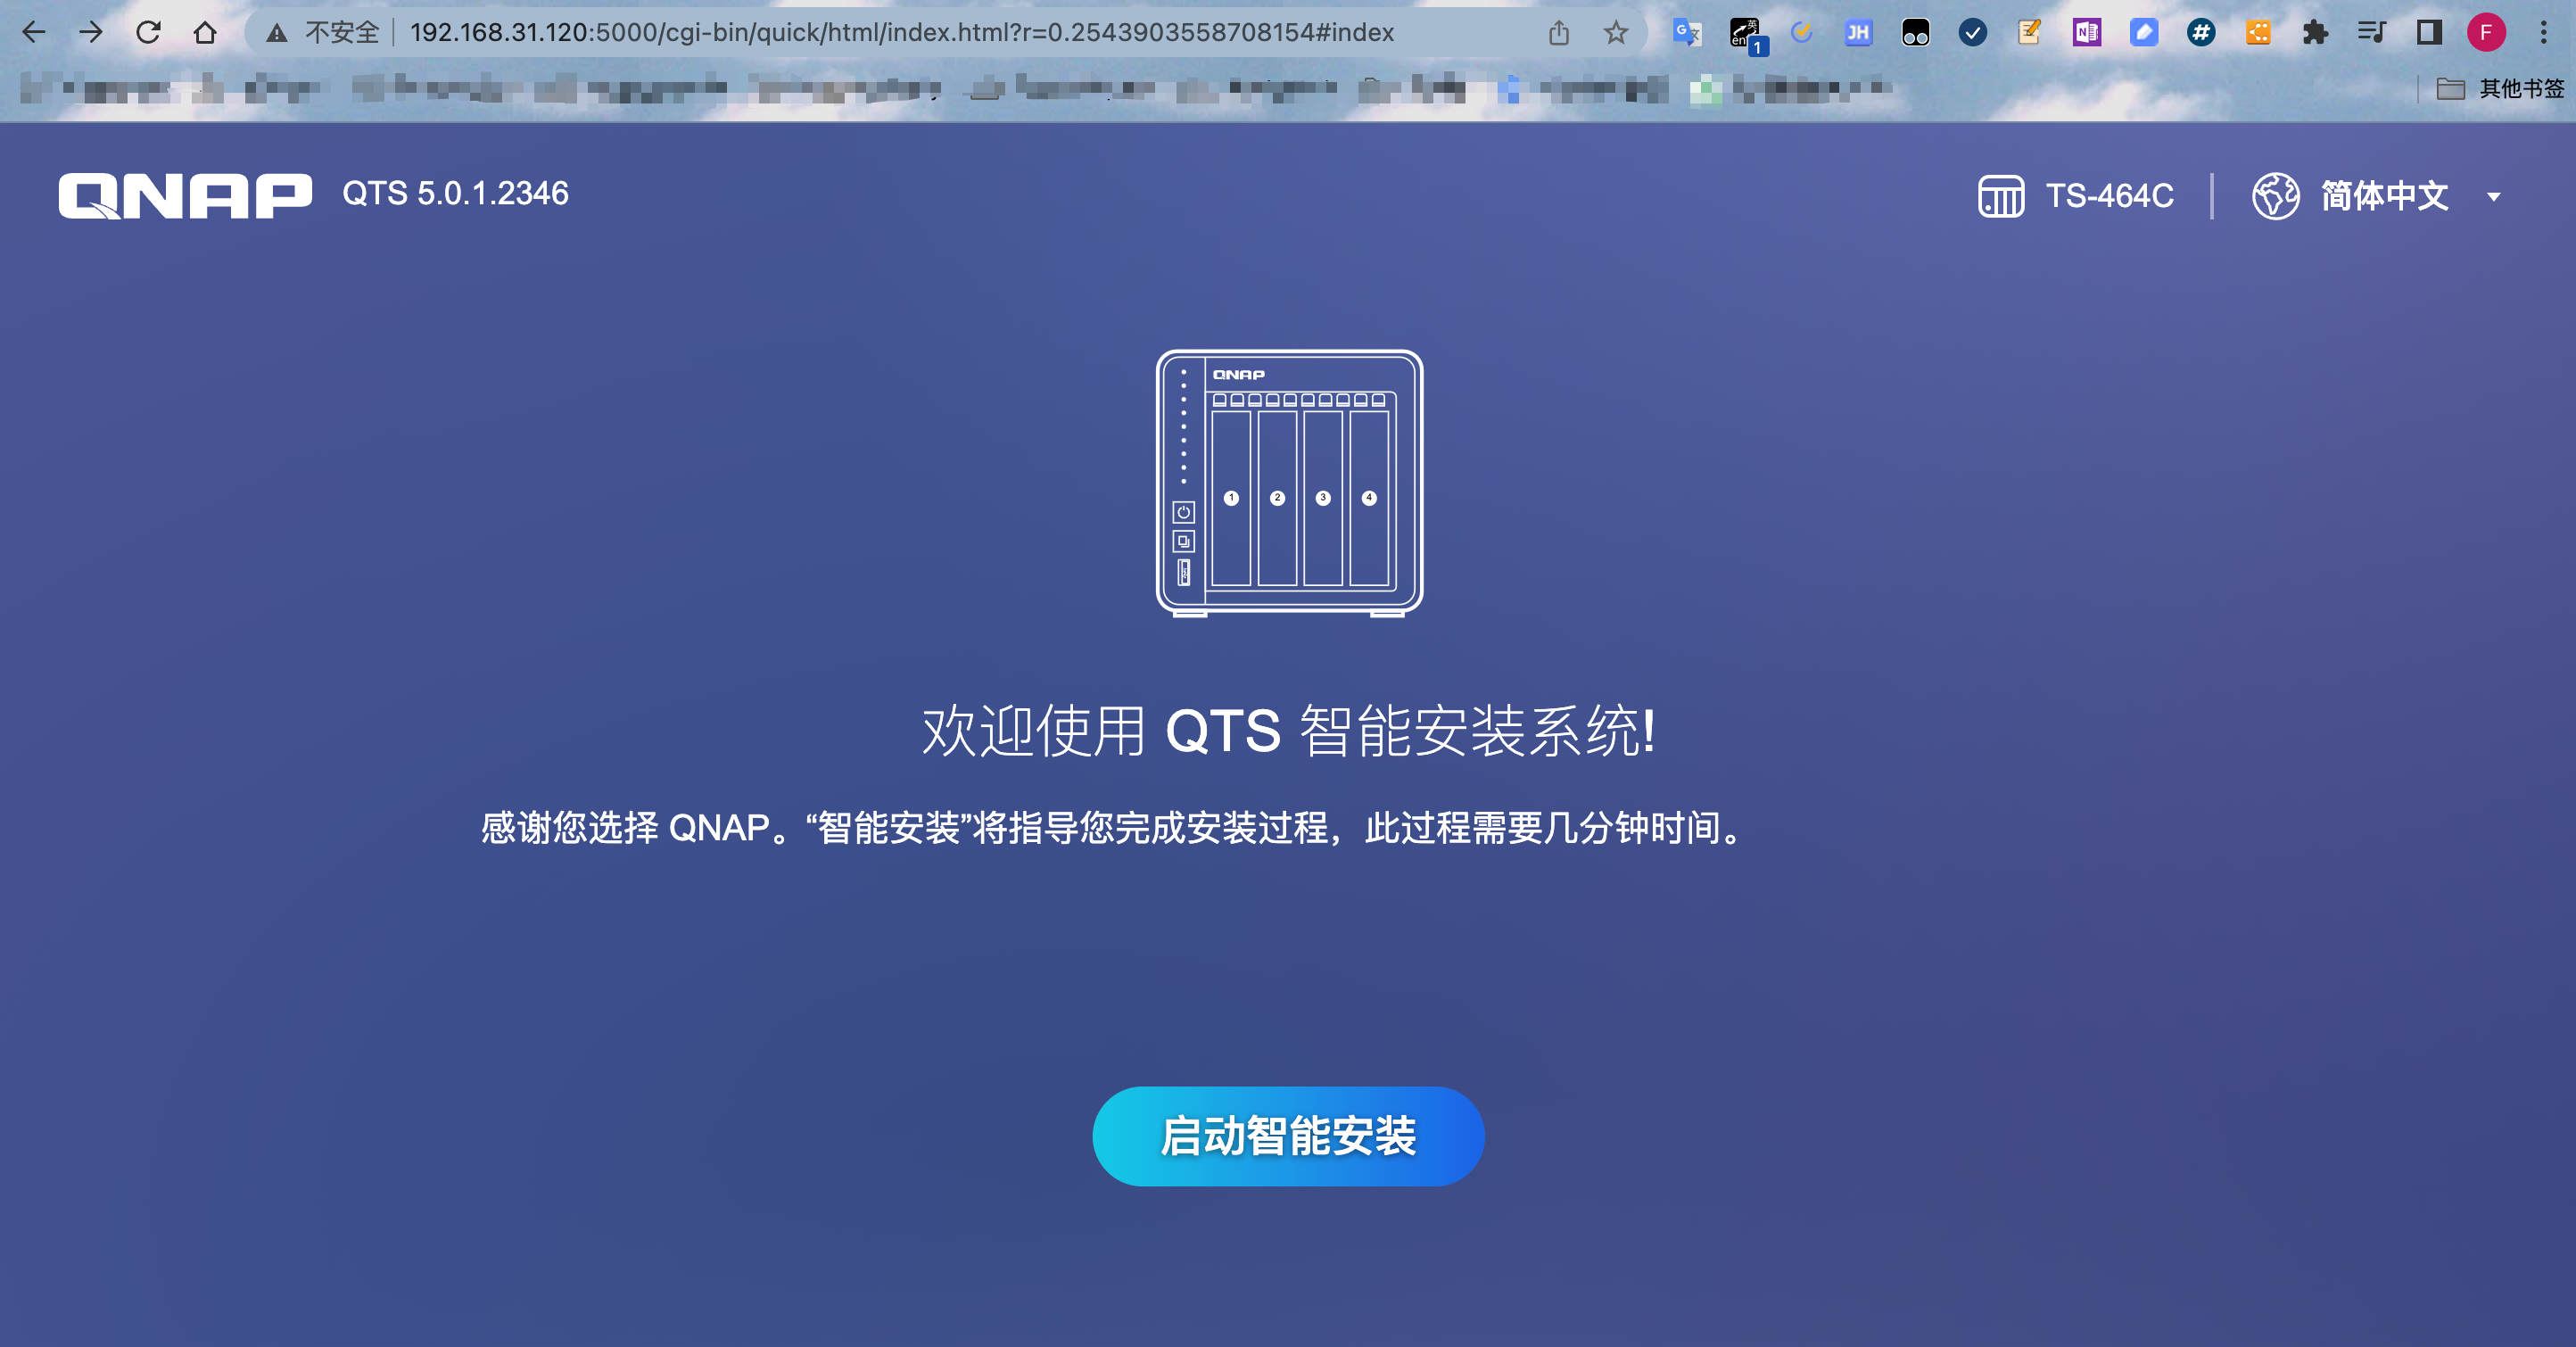 不安全 192.168.31.120:5000/cgi-bin/quick/html/index.html?r=0.2543903558708154#index
其他书签
QNAP QTS 5.0.1.2346 TS-464C 简体中文
QNAP
1 2 3 4
欢迎使用 QTS 智能安装系统!
感谢您选择 QNAP。“智能安装”将指导您完成安装过程，此过程需要几分钟时间。
启动智能安装